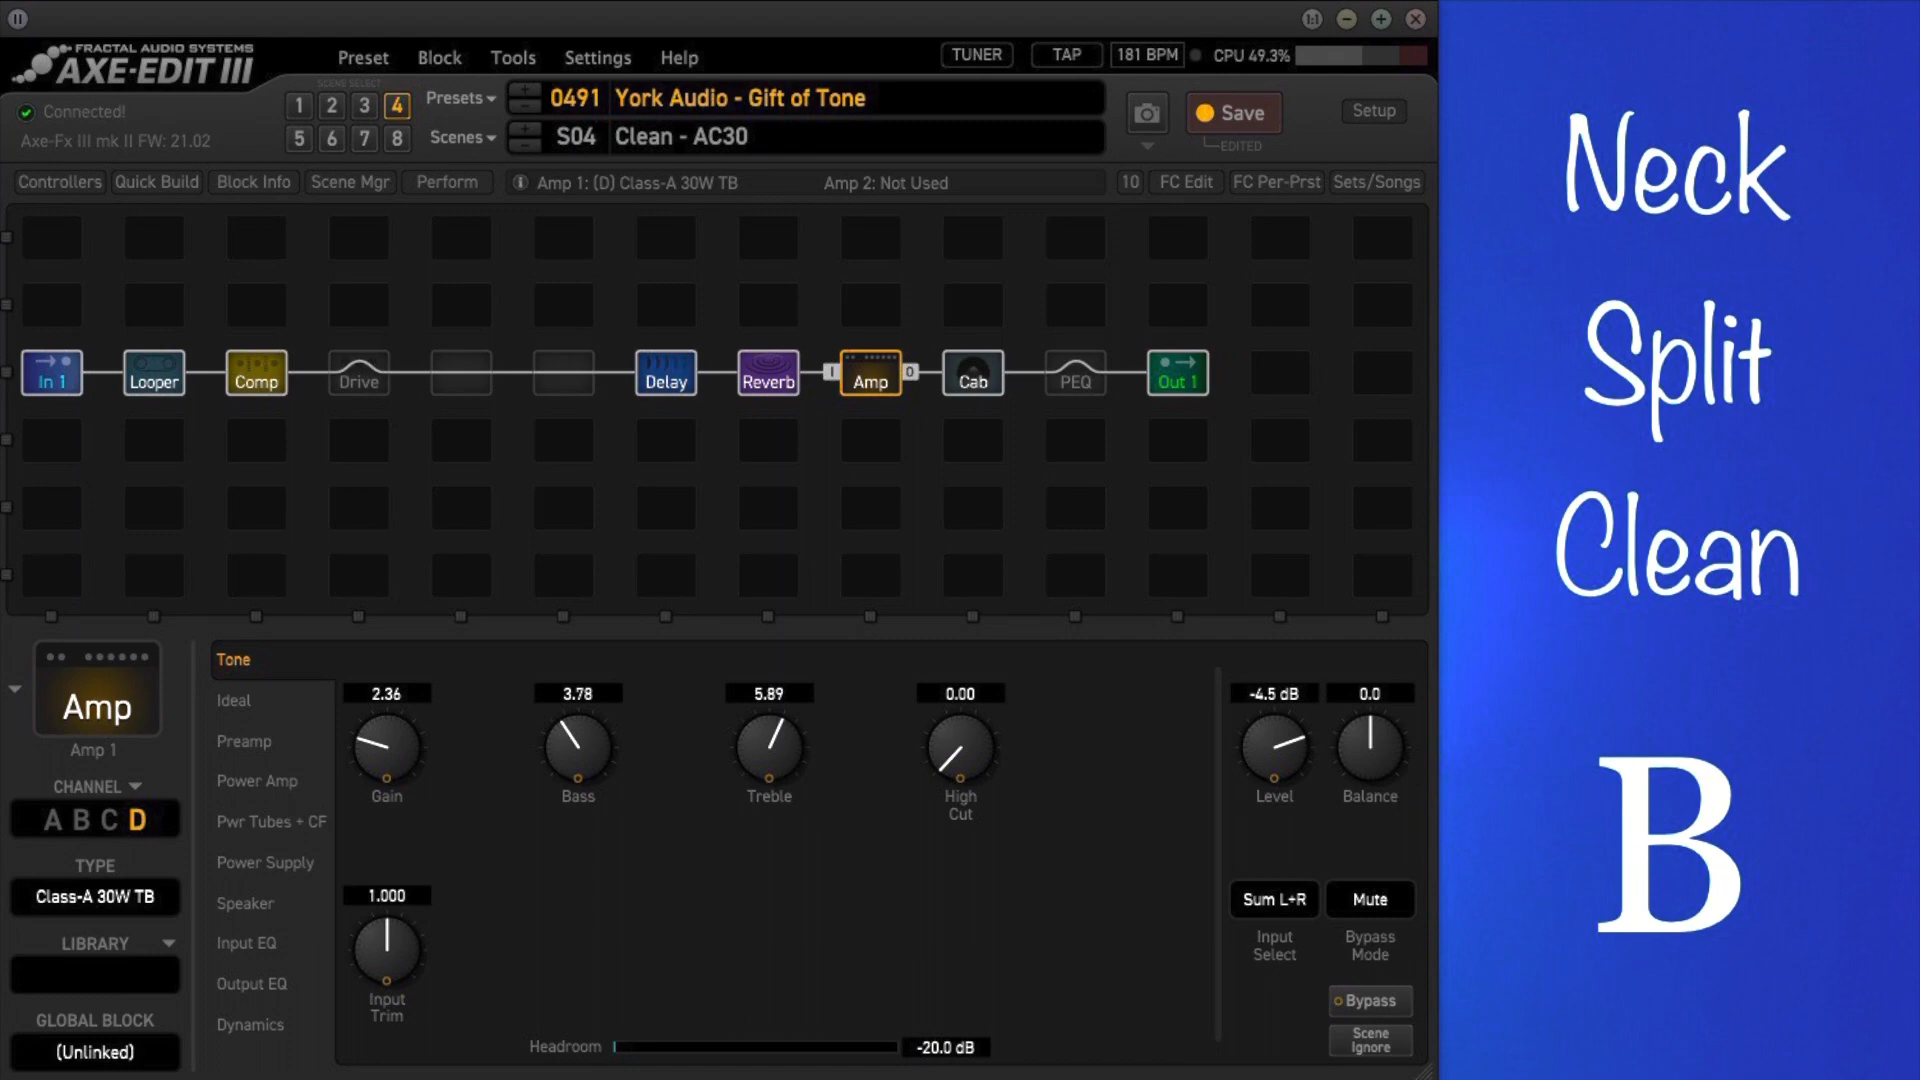 1:1
FRACTAL AUDIO SYSTEMS
AXE-EDIT III
Preset Block Tools Settings Help
TUNER TAP 181 BPM CPU 49.3%
SCENE SELECT
Connected!
Axe-Fx III mk II FW: 21.02
1 2 3 4
5 6 7 8
Presets 0491 York Audio - Gift of Tone
Scenes S04 Clean - AC30
Save
EDITED
Setup
Controllers Quick Build Block Info Scene Mgr Perform Amp 1: (D) Class-A 30W TB Amp 2: Not Used 10 FC Edit FC Per-Prst Sets/Songs
In 1 Looper Comp Drive Delay Reverb I Amp O Cab PEQ Out 1
Amp
Amp 1
CHANNEL
A B C D
TYPE
Class-A 30W TB
LIBRARY
GLOBAL BLOCK
(Unlinked)
Tone
Ideal
Preamp
Power Amp
Pwr Tubes + CF
Power Supply
Speaker
Input EQ
Output EQ
Dynamics
2.36 3.78 5.89 0.00 -4.5 dB 0.0
Gain Bass Treble High Cut Level Balance
1.000
Input Trim
Sum L+R Mute
Input Select Bypass Mode
Bypass
Scene Ignore
Headroom -20.0 dB
Neck
Split
Clean
B